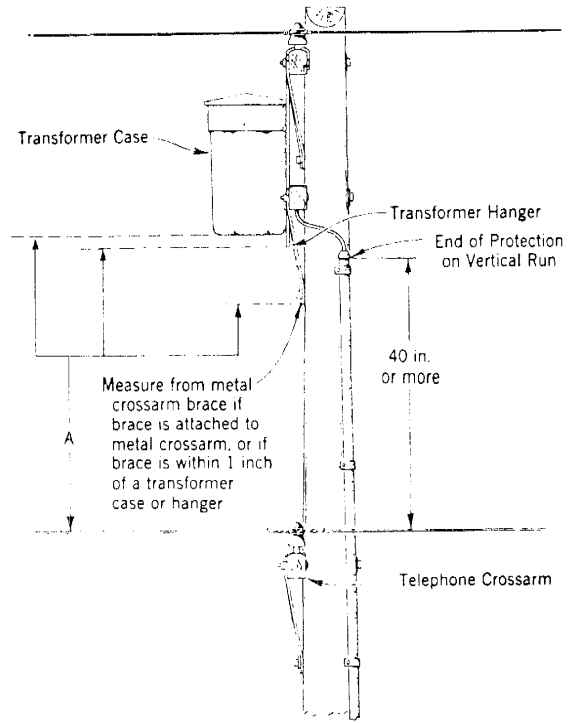 Transformer Case
Transformer Hanger
End of Protection
on Vertical Run
40 in.
or more
Measure from metal
crossarm brace if
brace is attached to
metal crossarm, or if
brace is within 1 inch
of a transformer
case or hanger
A
Telephone Crossarm